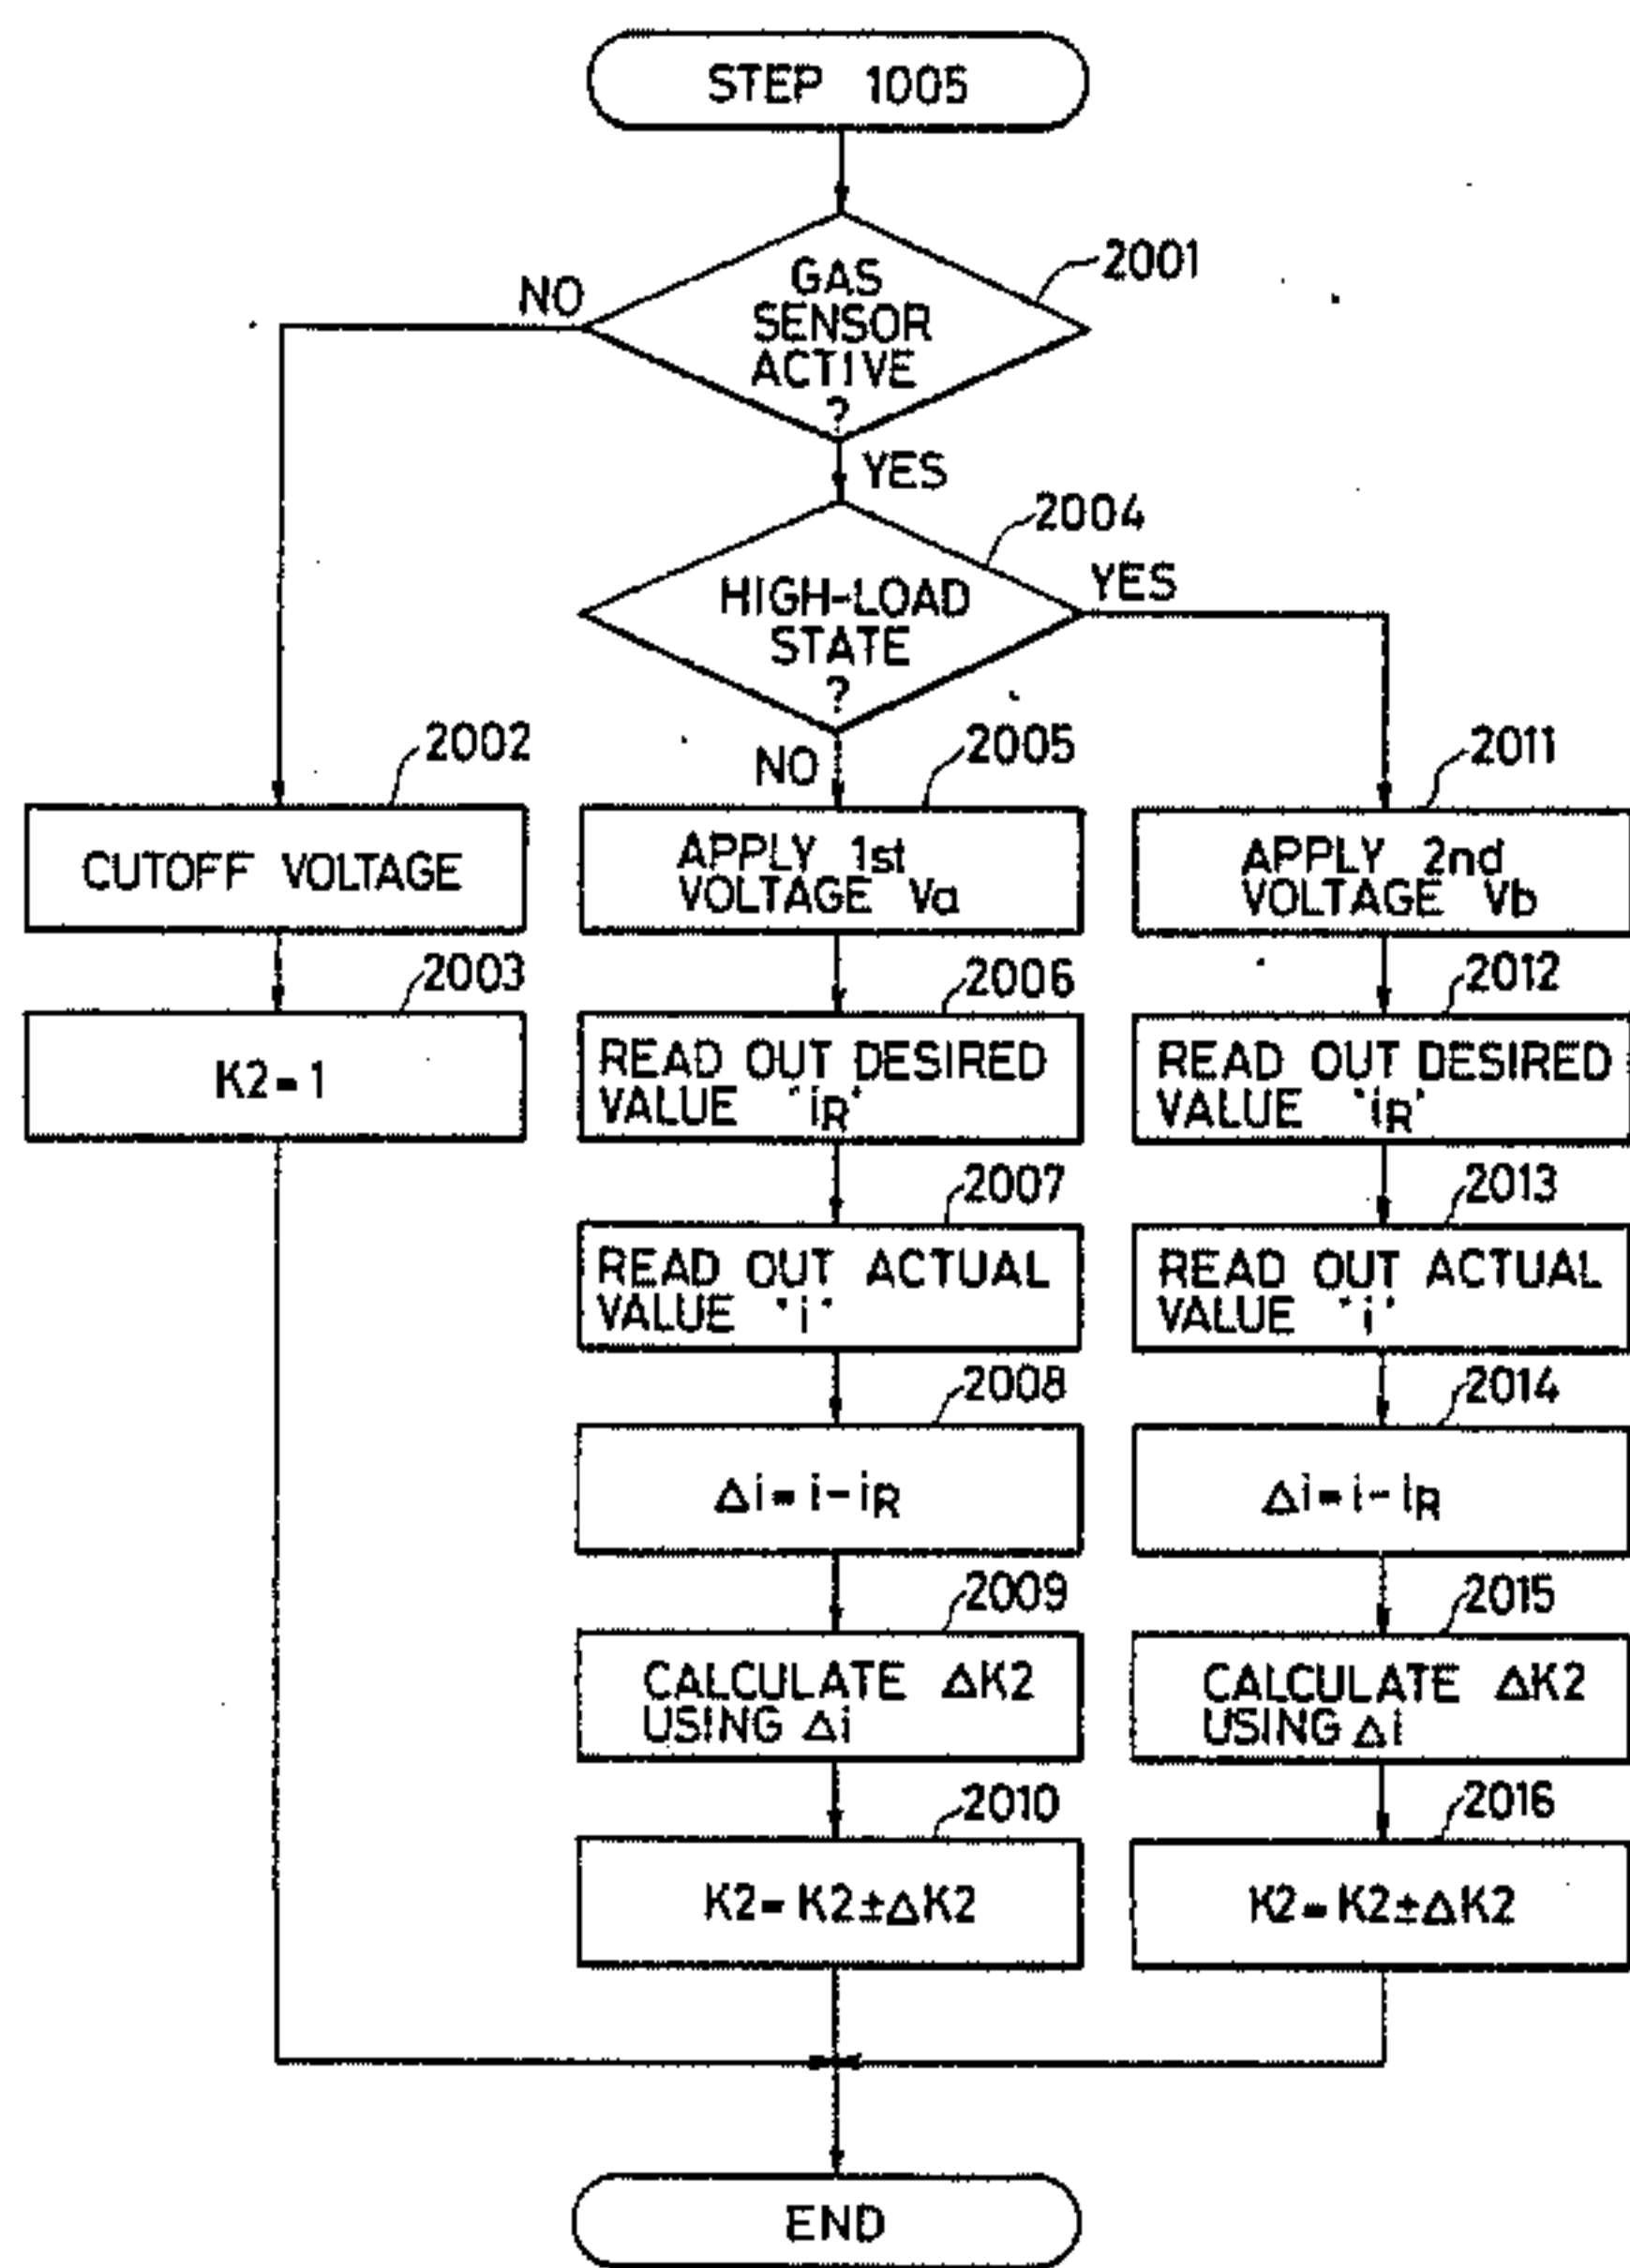 STEP 1005
2001
GAS
SENSOR
ACTIVE
?
NO
YES
2004
HIGH-LOAD
STATE
?
YES
NO
2002
CUTOFF VOLTAGE
2003
K2=1
2005
APPLY 1st
VOLTAGE Va
2006
READ OUT DESIRED
VALUE "iR"
2007
READ OUT ACTUAL
VALUE "i"
2008
Δi=i-iR
2009
CALCULATE ΔK2
USING Δi
2010
K2=K2±ΔK2
2011
APPLY 2nd
VOLTAGE Vb
2012
READ OUT DESIRED
VALUE "iR"
2013
READ OUT ACTUAL
VALUE "i"
2014
Δi=i-iR
2015
CALCULATE ΔK2
USING Δi
2016
K2=K2±ΔK2
END